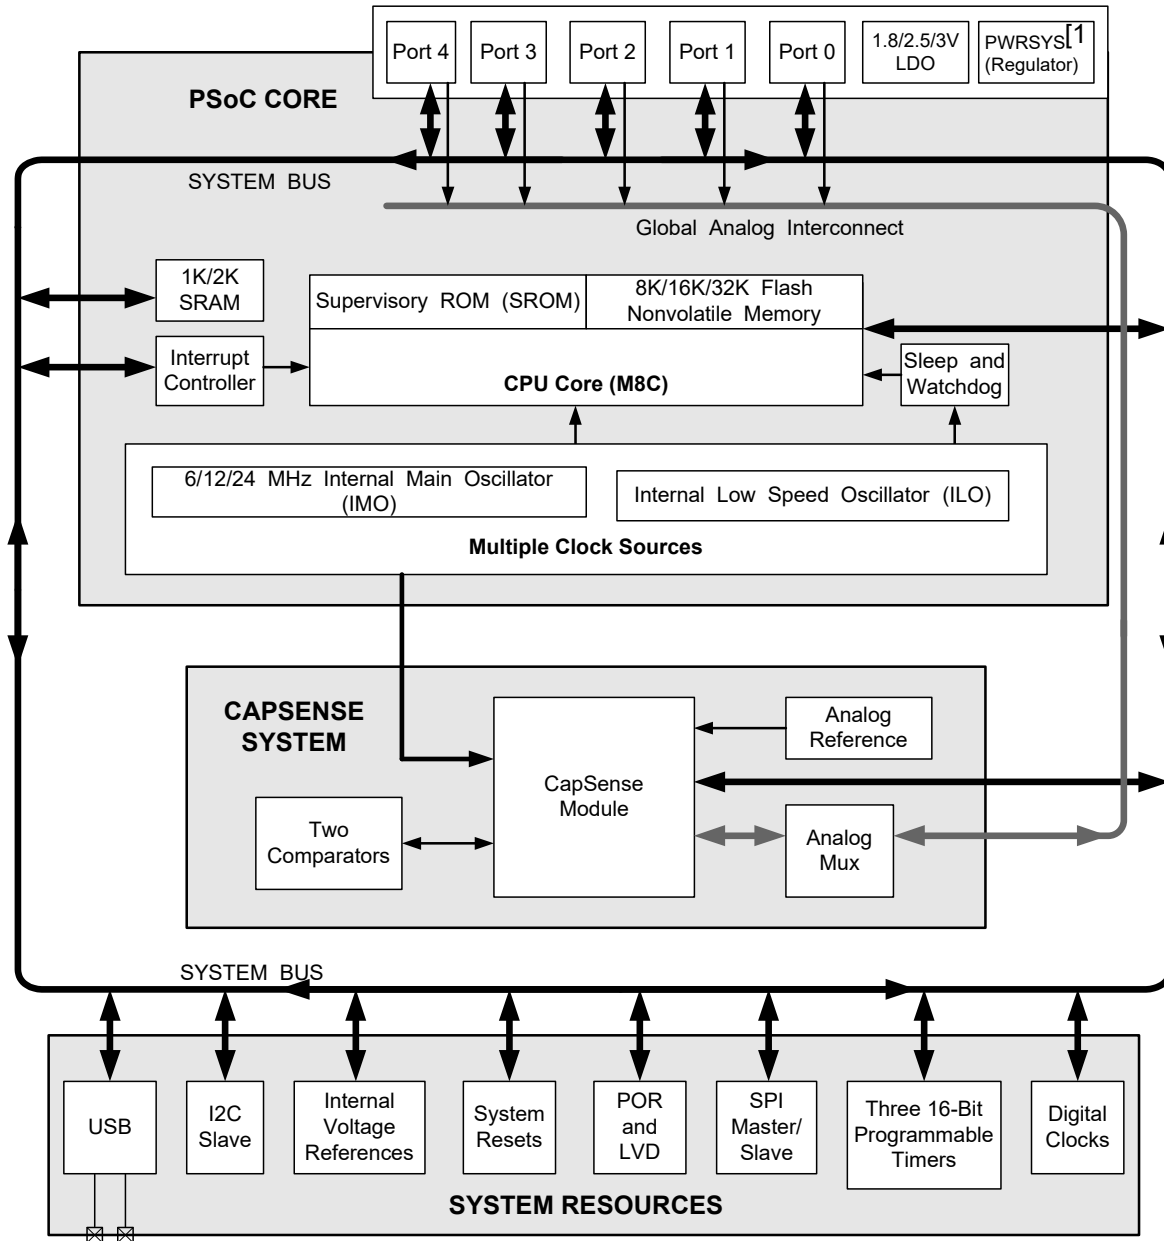 Port 4
Port 3
Port 2
Port 1
Port 0
1.8/2.5/3V
LDO
PWRSYS[1
(Regulator)
PSoC CORE
SYSTEM BUS
Global Analog Interconnect
1K/2K
SRAM
Supervisory ROM (SROM)
8K/16K/32K Flash
Nonvolatile Memory
Interrupt
Controller
CPU Core (M8C)
Sleep and
Watchdog
6/12/24 MHz Internal Main Oscillator
(IMO)
Internal Low Speed Oscillator (ILO)
Multiple Clock Sources
CAPSENSE
SYSTEM
CapSense
Module
Analog
Reference
Two
Comparators
Analog
Mux
SYSTEM BUS
USB
I2C
Slave
Internal
Voltage
References
System
Resets
POR
and
LVD
SPI
Master/
Slave
Three 16-Bit
Programmable
Timers
Digital
Clocks
SYSTEM RESOURCES